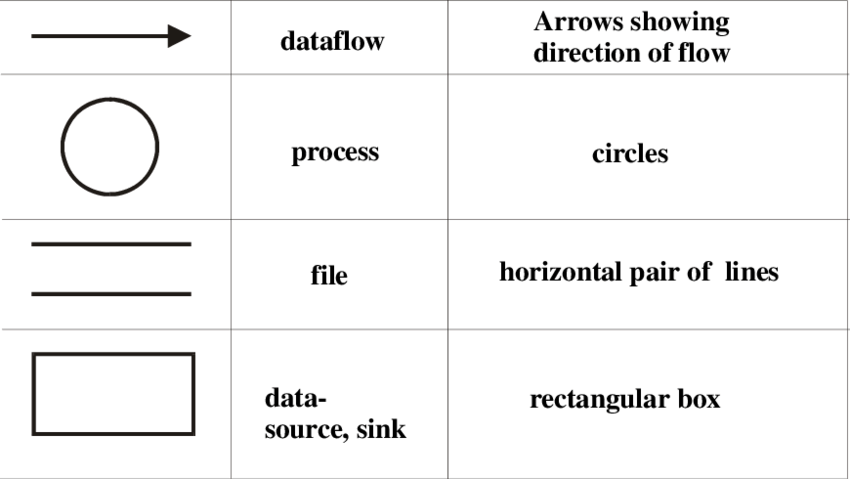 dataflow
Arrows showing
direction of flow
process
circles
file
horizontal pair of lines
data-
source, sink
rectangular box